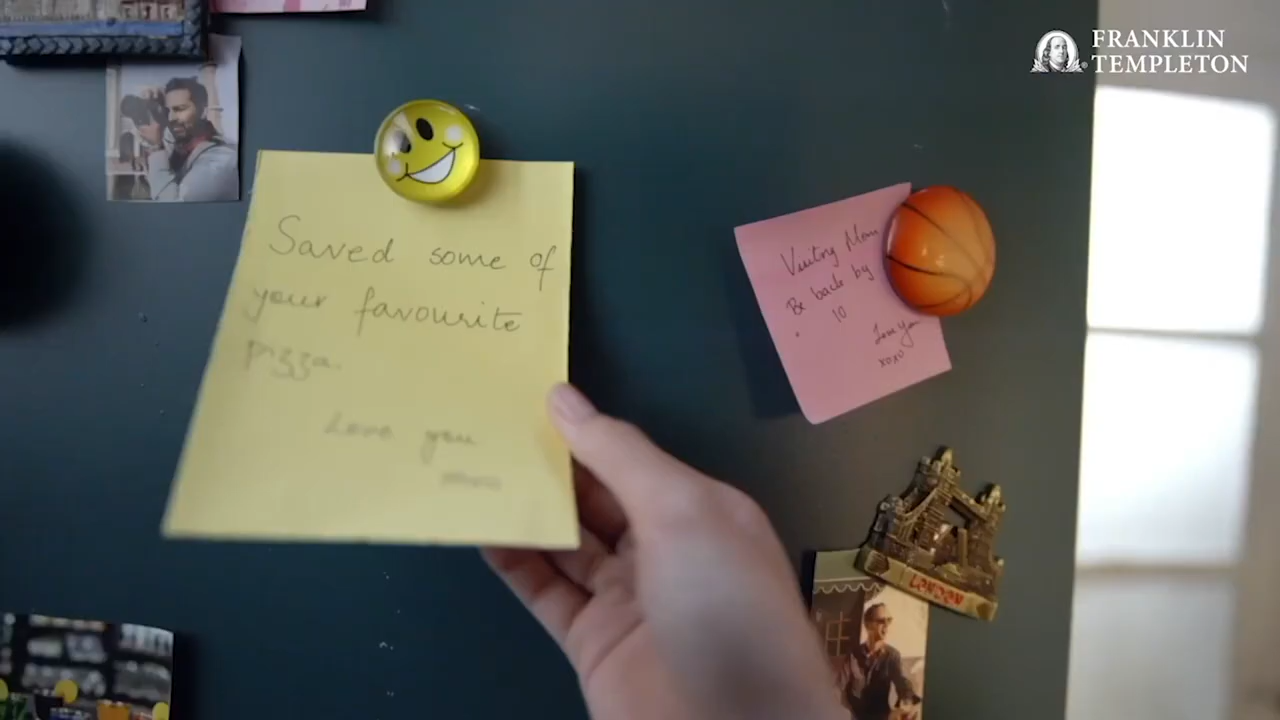 FRANKLIN
TEMPLETON
Saved some of
your favourite
pizza.
Love you
Visiting Mom
Be back by
10
Love you
xoxo
LONDON